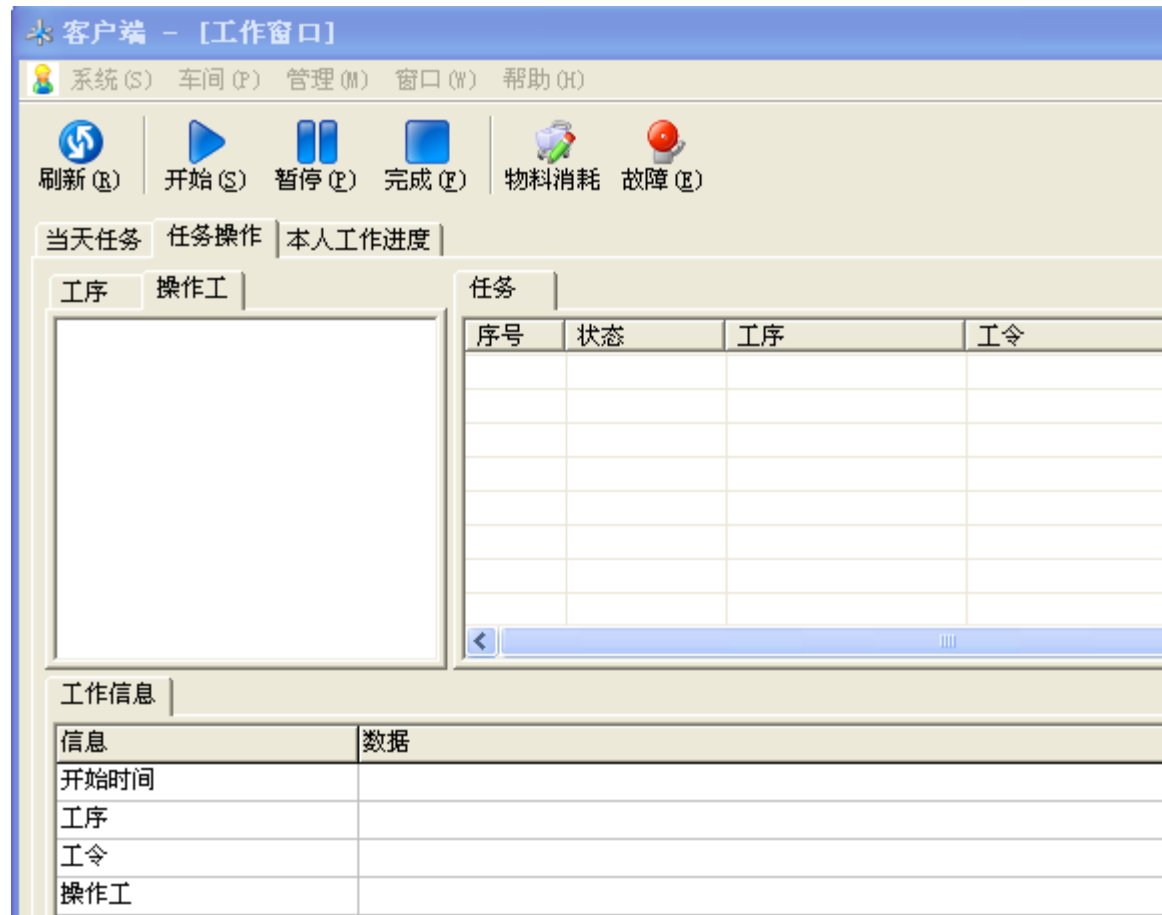 客户端 - [工作窗口]
系统(S) 车间(P) 管理(M) 窗口(W) 帮助(H)
刷新(R) 开始(S) 暂停(P) 完成(F) 物料消耗 故障(E)
当天任务 任务操作 本人工作进度
工序 操作工 任务
序号 状态 工序 工令
工作信息
信息 数据
开始时间
工序
工令
操作工